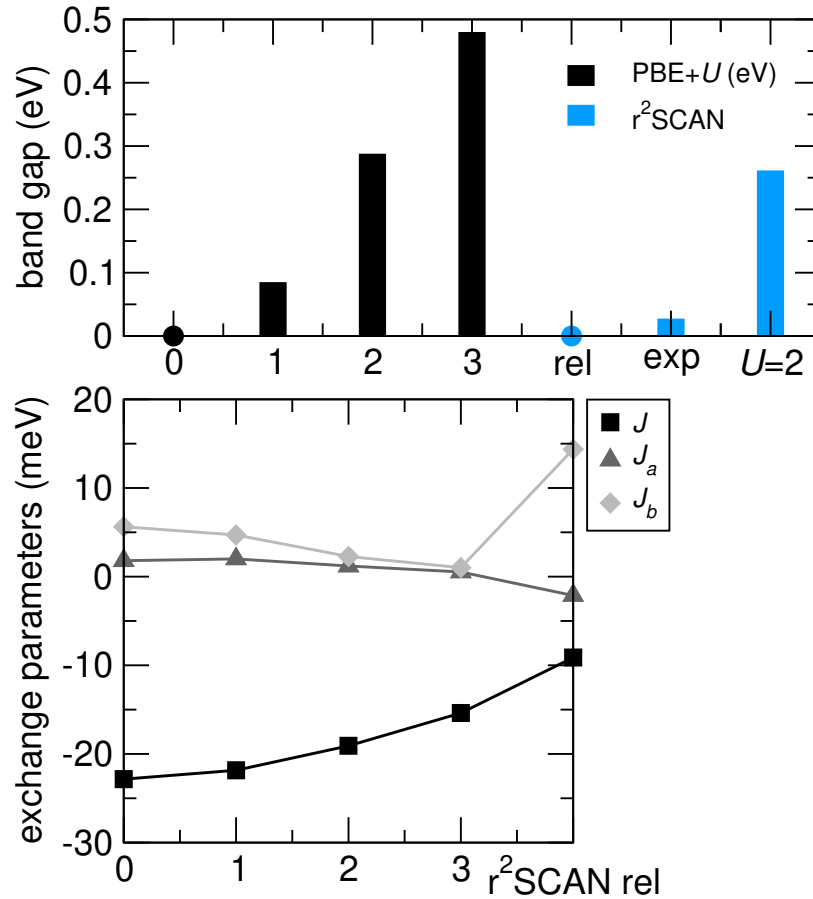 band gap (eV)
0.5
0.4
0.3
0.2
0.1
0
PBE+U (eV)
r²SCAN
0 1 2 3 rel exp U=2
exchange parameters (meV)
20
10
0
-10
-20
-30
J
J_a
J_b
0 1 2 3 r²SCAN rel